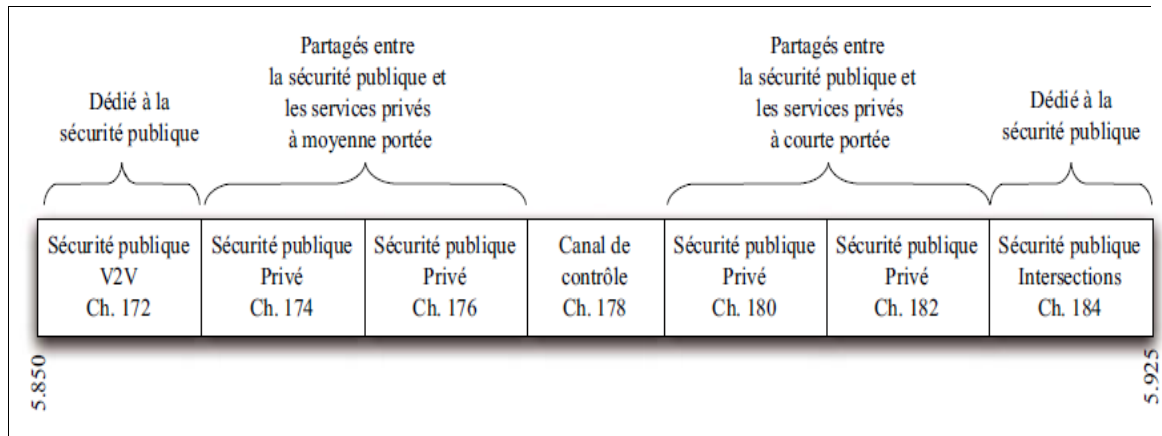 Dédié à la
sécurité publique
Partagés entre
la sécurité publique et
les services privés
à moyenne portée
Partagés entre
la sécurité publique et
les services privés
à courte portée
Dédié à la
sécurité publique
Sécurité publique
V2V
Ch. 172
Sécurité publique
Privé
Ch. 174
Sécurité publique
Privé
Ch. 176
Canal de
contrôle
Ch. 178
Sécurité publique
Privé
Ch. 180
Sécurité publique
Privé
Ch. 182
Sécurité publique
Intersections
Ch. 184
5.850
5.925